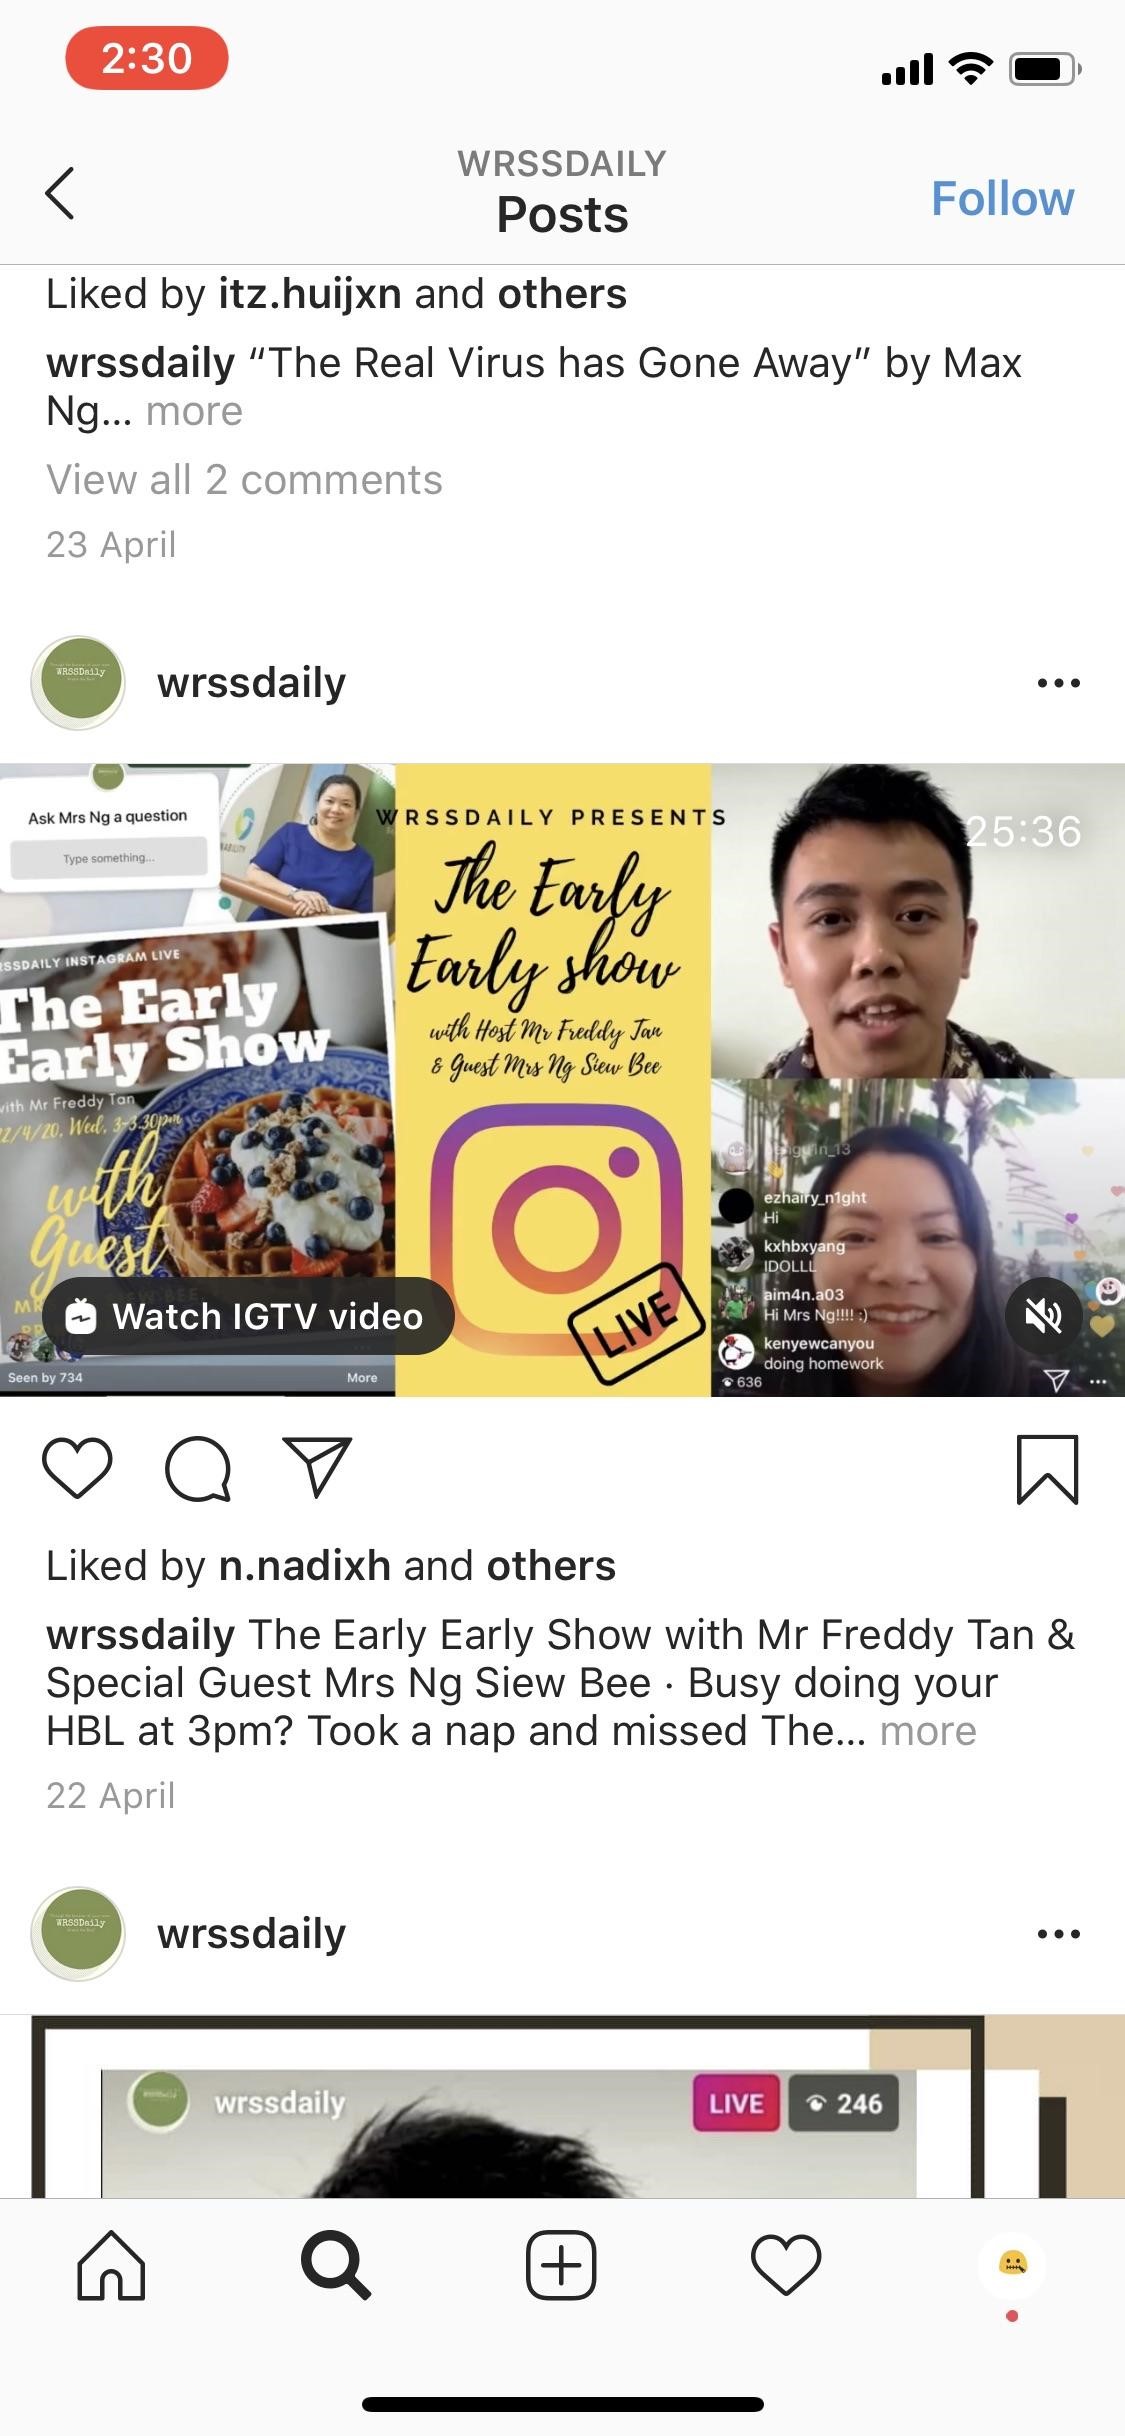 2:30
WRSSDAILY
Posts
Follow
Liked by itz.huijxn and others
wrssdaily “The Real Virus has Gone Away” by Max
Ng... more
View all 2 comments
23 April
WRSSDaily
wrssdaily
Ask Mrs Ng a question
Type something...
SSDAILY INSTAGRAM LIVE
The Early
Early Show
with Mr Freddy Tan
2/4/20, Wed, 3-3.30pm
with
Guest
Watch IGTV video
Seen by 734
More
WRSSDAILY PRESENTS
The Early
Early show
with Host Mr Freddy Tan
& Guest Mrs Ng Siew Bee
LIVE
25:36
ezhairy_n1ght
Hi
kxhbxyang
IDOLLL
aim4n.a03
Hi Mrs Ng!!!! :)
kenyewcanyou
doing homework
636
Liked by n.nadixh and others
wrssdaily The Early Early Show with Mr Freddy Tan &
Special Guest Mrs Ng Siew Bee · Busy doing your
HBL at 3pm? Took a nap and missed The... more
22 April
WRSSDaily
wrssdaily
wrssdaily
LIVE
246